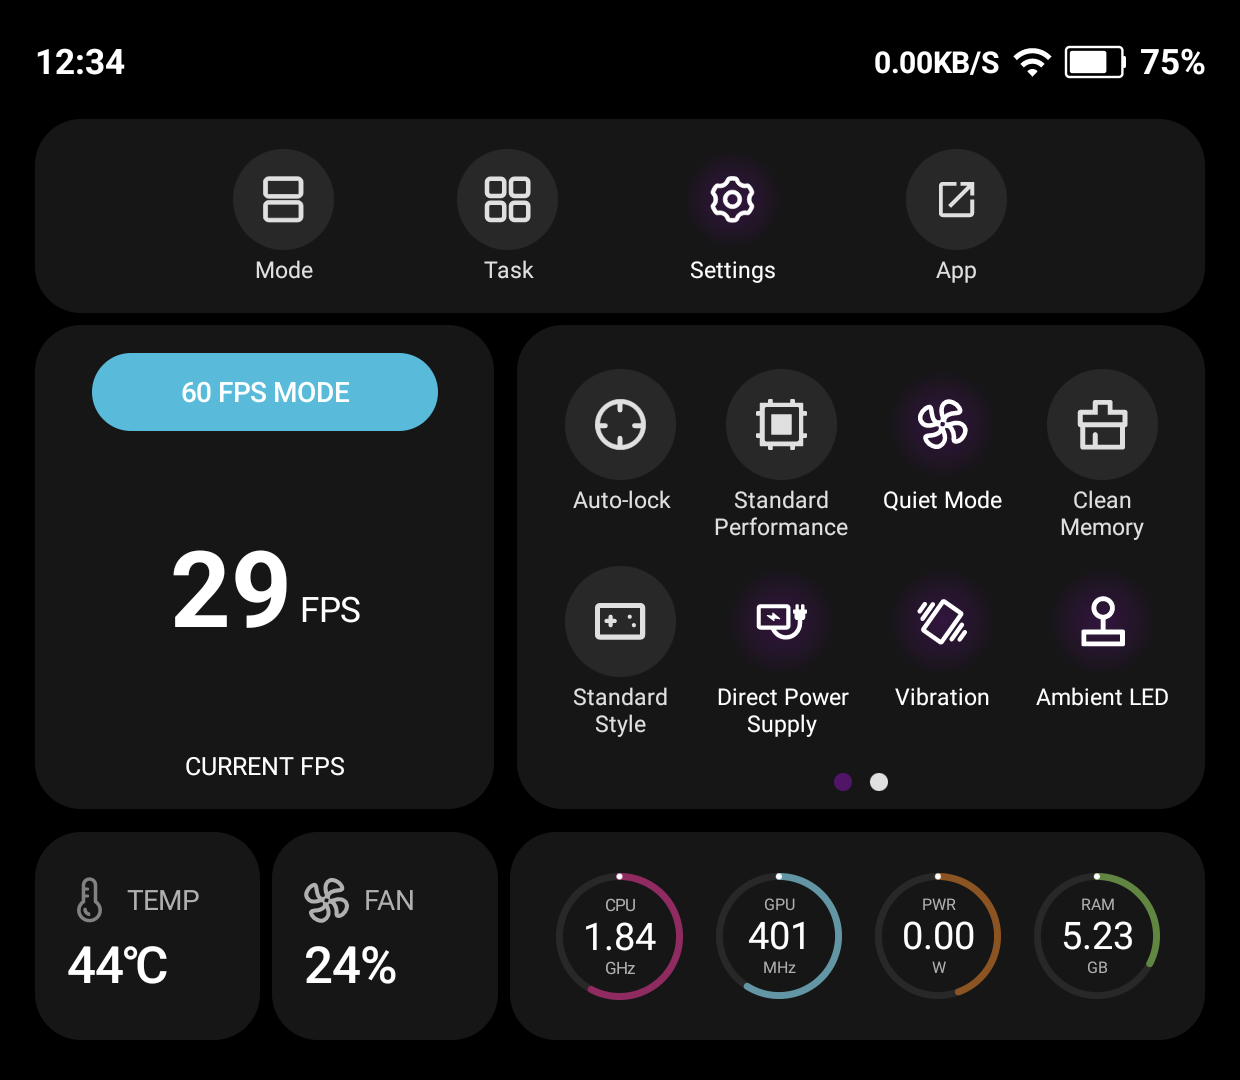 12:34
0.00KB/S 75%
Mode
Task
Settings
App
60 FPS MODE
29 FPS
CURRENT FPS
Auto-lock
Standard
Performance
Quiet Mode
Clean
Memory
Standard
Style
Direct Power
Supply
Vibration
Ambient LED
TEMP
44℃
FAN
24%
CPU
1.84
GHz
GPU
401
MHz
PWR
0.00
W
RAM
5.23
GB